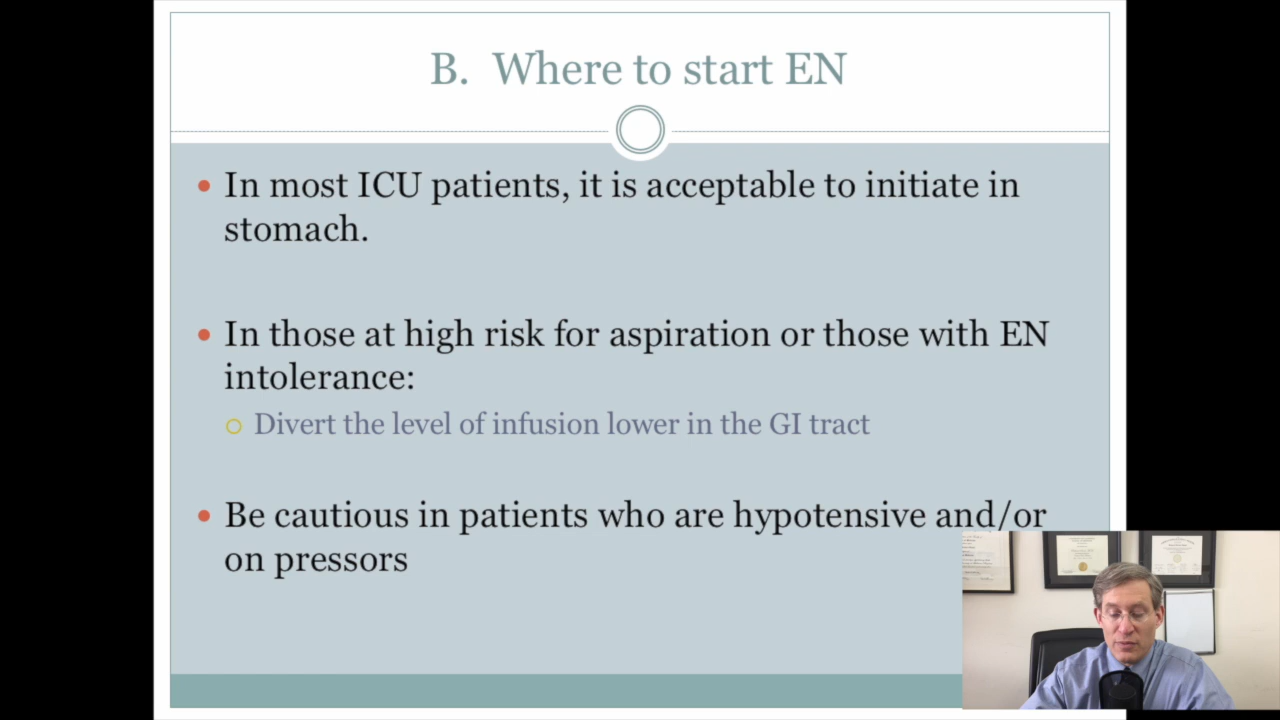 B. Where to start EN
In most ICU patients, it is acceptable to initiate in
stomach.
In those at high risk for aspiration or those with EN
intolerance:
Divert the level of infusion lower in the GI tract
Be cautious in patients who are hypotensive and/or
on pressors